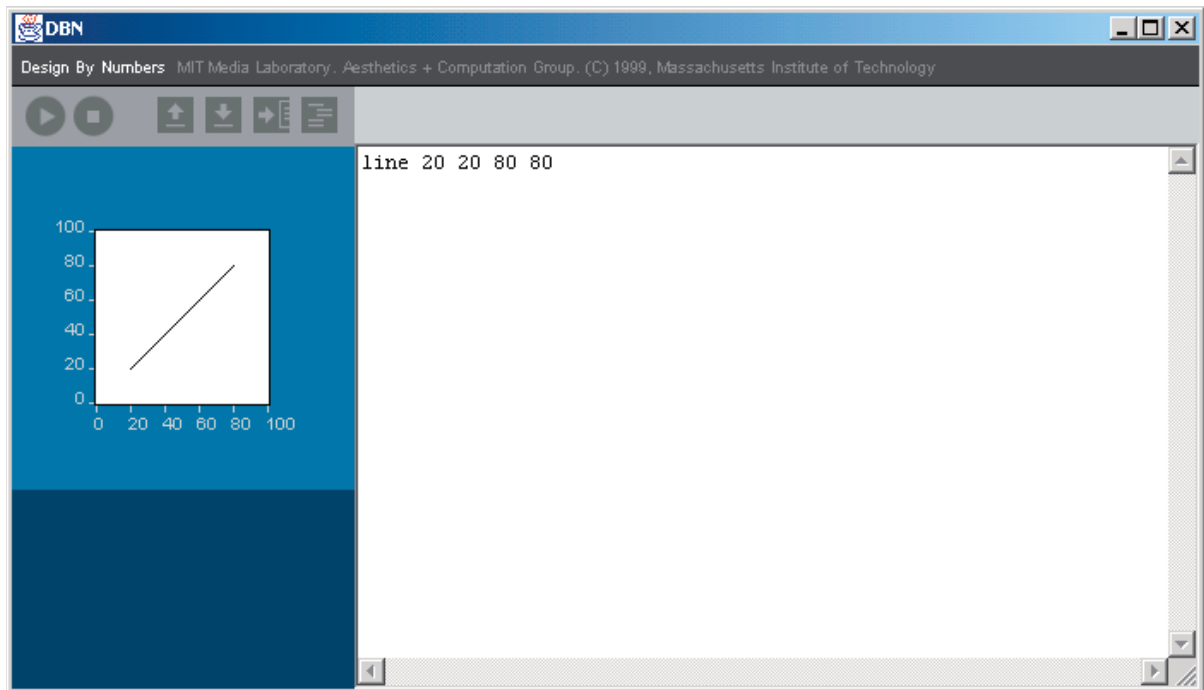 DBN
Design By Numbers MIT Media Laboratory. Aesthetics + Computation Group. (C) 1999, Massachusetts Institute of Technology
line 20 20 80 80
100
80
60
40
20
0
0 20 40 60 80 100